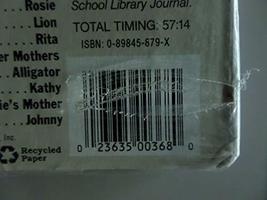 .... Rosie
.... Lion
.... Rita
er Mothers
... Alligator
.... Kathy
ie's Mother
... Johnny
School Library Journal.
TOTAL TIMING: 57:14
ISBN: 0-89845-679-X
0 23635 00368 0
Inc.
Recycled
Paper